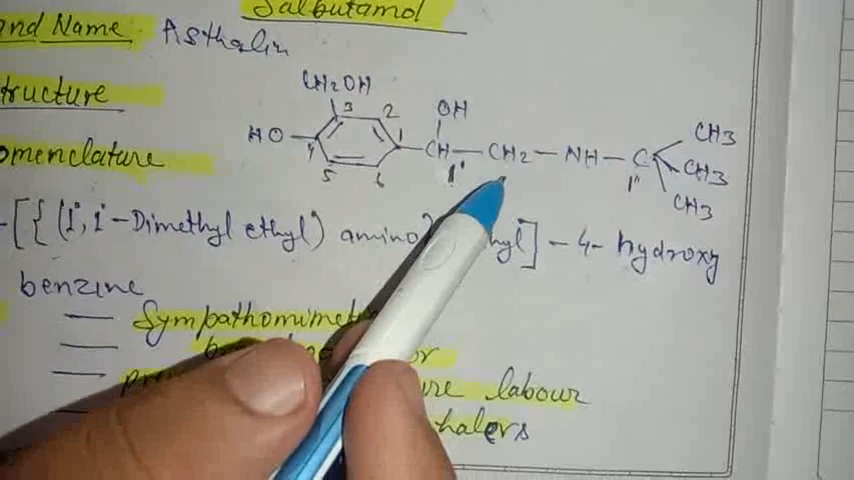 Salbutamol
and Name Asthalin
CH2OH
OH
3 2
HO 4 1 CH CH2 NH C CH3
5 6 1' 1" CH3
tructure
CH3
omenclature
-[{(1", 1"-Dimethyl ethyl) amino hyl] - 4- hydroxy
benzine
Sympathomimet
or
ure labour
halers